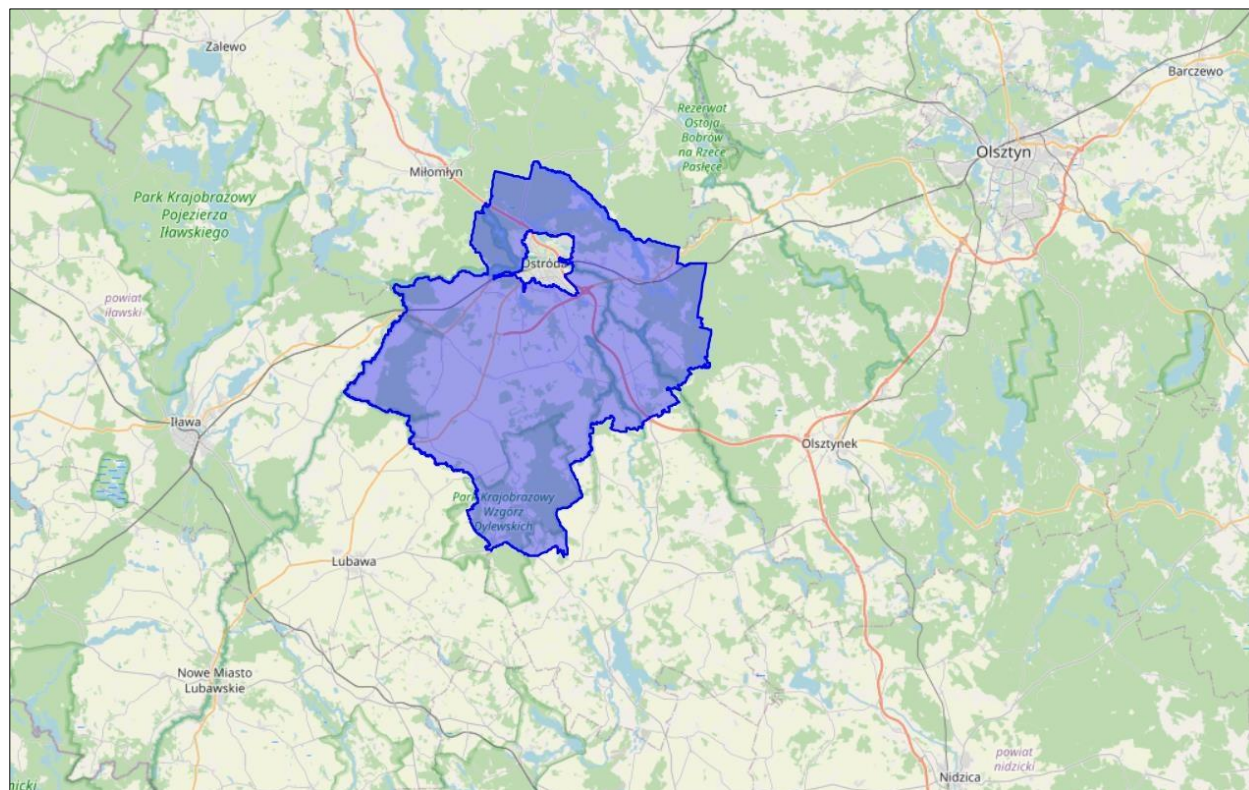 Zalewo
Barczewo
Rezerwat
Ostoja
Bobrów
na Rzece
Pasłęce
Olsztyn
Miłomłyn
Park Krajobrazowy
Pojezierza
Iławskiego
Ostróda
powiat
iławski
Iława
Olsztynek
Park Krajobrazowy
Wzgórz
Dylewskich
Lubawa
Nowe Miasto
Lubawskie
powiat
nidzicki
Nidzica
nicki